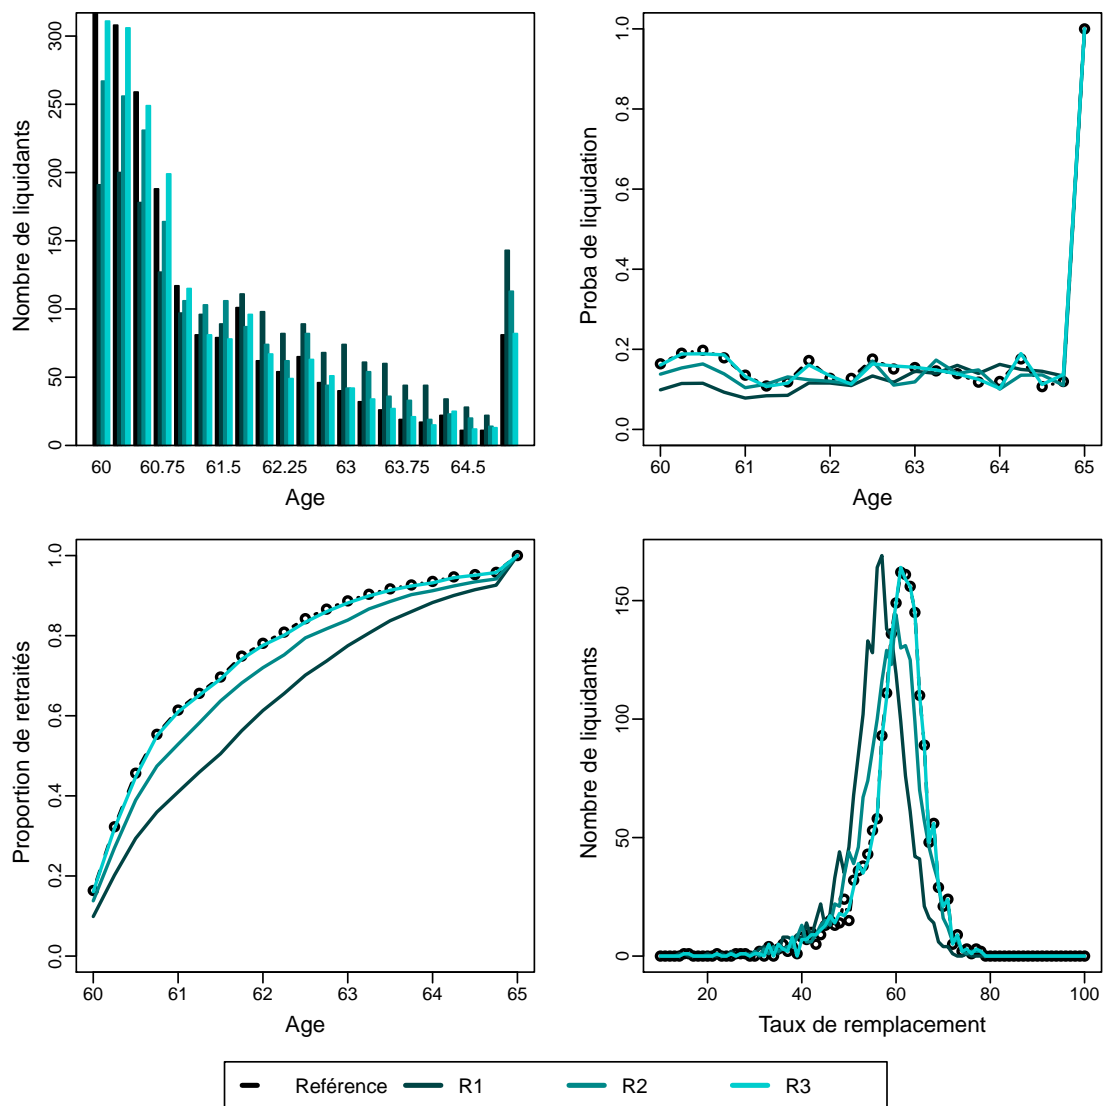 Nombre de liquidants
0 50 100 150 200 250 300
60 60.75 61.5 62.25 63 63.75 64.5
Age
Proba de liquidation
0.0 0.2 0.4 0.6 0.8 1.0
60 61 62 63 64 65
Age
Proportion de retraités
0.0 0.2 0.4 0.6 0.8 1.0
60 61 62 63 64 65
Age
Nombre de liquidants
0 50 100 150
20 40 60 80 100
Taux de remplacement
Reférence R1 R2 R3